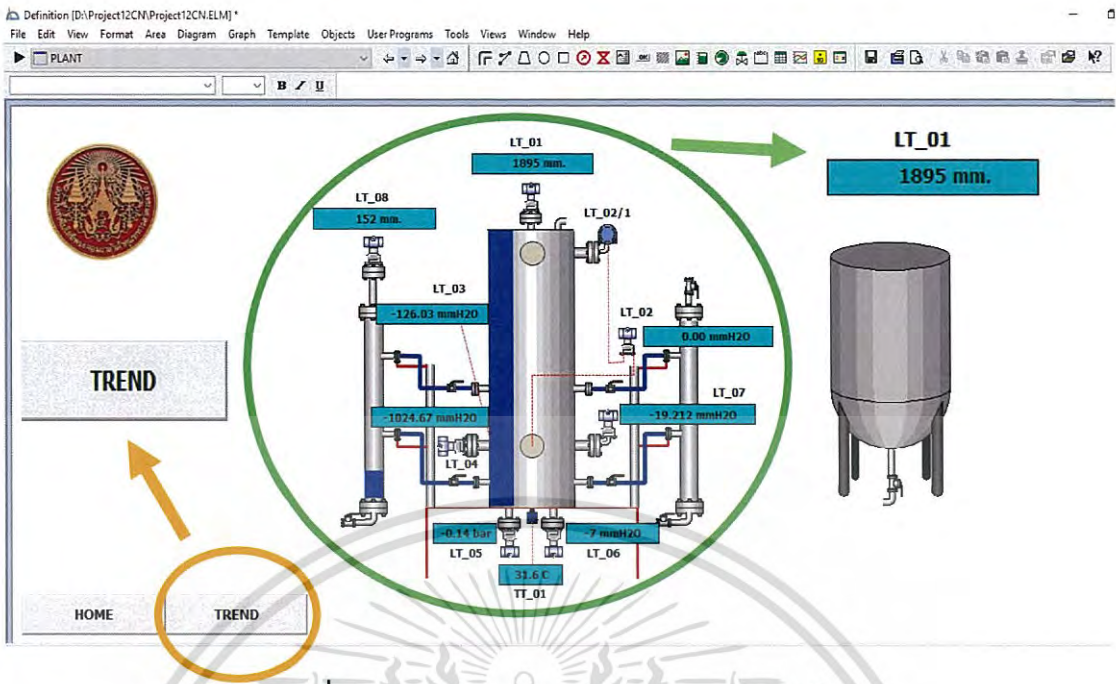 Definition [D:\Project12CN\Project12CN.ELM] *
File Edit View Format Area Diagram Graph Template Objects User Programs Tools Views Window Help
PLANT
B / U
LT_01
1895 mm.
LT_01
1895 mm.
LT_08
152 mm.
LT_02/1
LT_03
-126.03 mmH2O
LT_02
0.00 mmH2O
TREND
LT_07
-1024.67 mmH2O
-19.212 mmH2O
LT_04
-0.14 bar
-7 mmH2O
LT_05
LT_06
31.6 C
TT_01
HOME
TREND